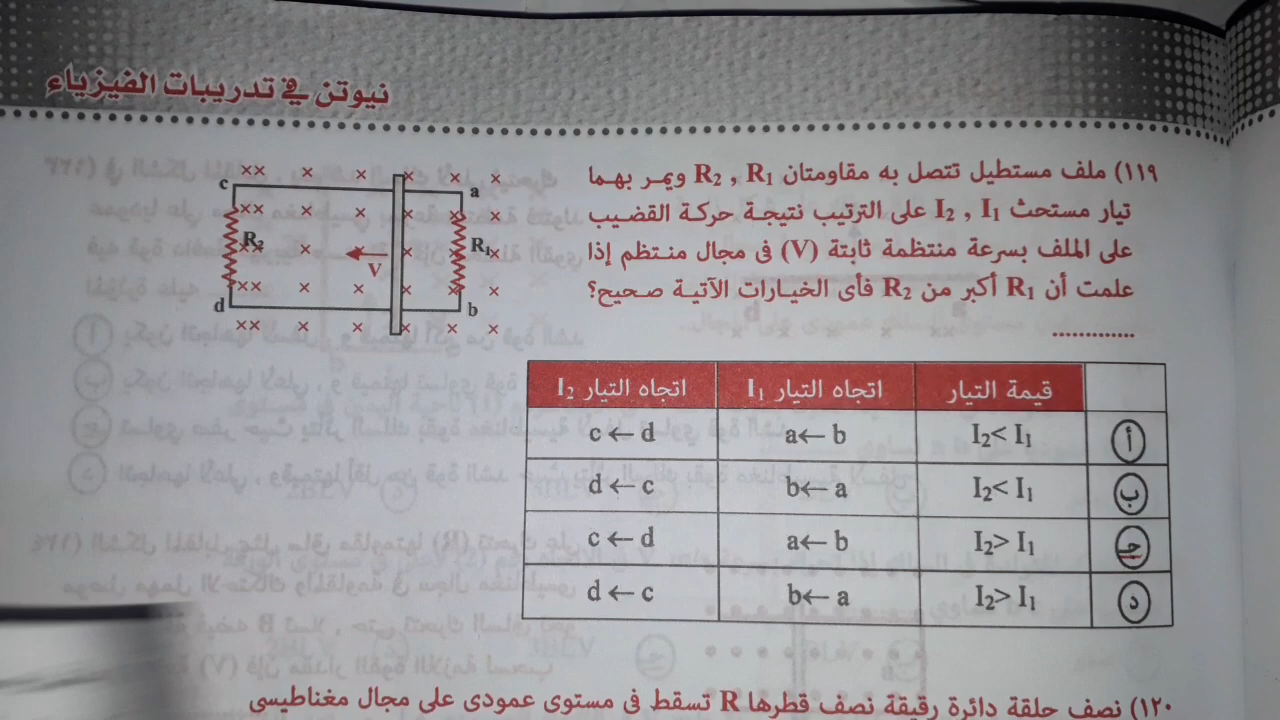 نيوتن في تدريبات الفيزياء
١١٩) ملف مستطيل تتصل به مقاومتان R₁ , R₂ ويمر بهما
تيار مستحث I₁ , I₂ على الترتيب نتيجة حركة القضيب
على الملف بسرعة منتظمة ثابتة (V) فى مجال منتظم إذا
علمت أن R₁ أكبر من R₂ فأى الخيارات الآتية صحيح؟
.............
c a
R₂ V R₁
d b
قيمة التيار اتجاه التيار I₁ اتجاه التيار I₂
أ I₂< I₁ a←b c←d
ب I₂< I₁ b←a d←c
جـ I₂> I₁ a←b c←d
د I₂> I₁ b←a d←c
١٢٠) نصف حلقة دائرة رقيقة نصف قطرها R تسقط فى مستوى عمودى على مجال مغناطيسى